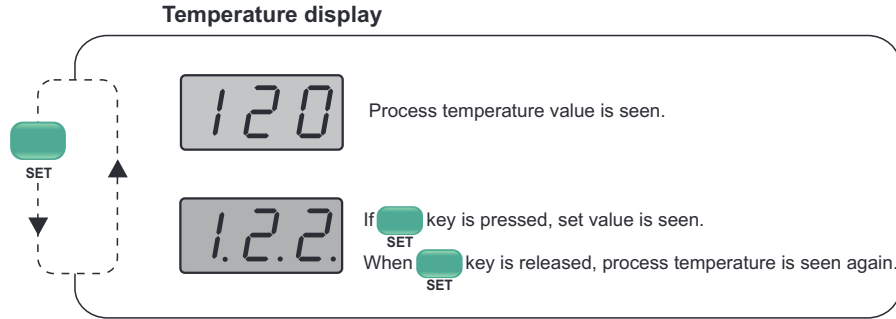 Temperature display
120
Process temperature value is seen.
SET
1.2.2.
If key is pressed, set value is seen.
SET
When key is released, process temperature is seen again.
SET